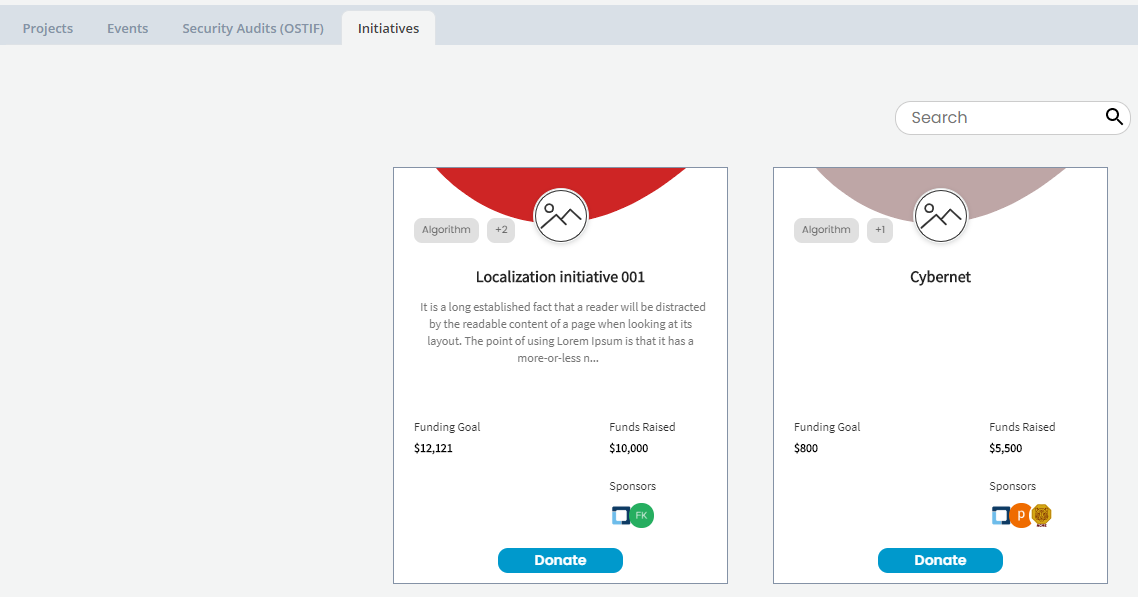 Projects Events Security Audits (OSTIF) Initiatives
Search
Algorithm +2
Localization initiative 001
It is a long established fact that a reader will be distracted
by the readable content of a page when looking at its
layout. The point of using Lorem Ipsum is that it has a
more-or-less n...
Funding Goal Funds Raised
$12,121 $10,000
Sponsors
FK
Donate
Algorithm +1
Cybernet
Funding Goal Funds Raised
$800 $5,500
Sponsors
p
Donate